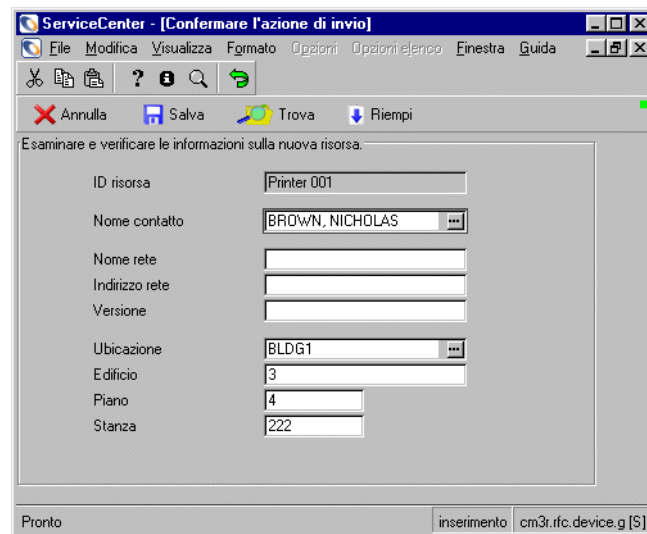 ServiceCenter - [Confermare l'azione di invio]
File Modifica Visualizza Formato Opzioni Opzioni elenco Finestra Guida
Annulla Salva Trova Riempi
Esaminare e verificare le informazioni sulla nuova risorsa.
ID risorsa Printer 001
Nome contatto BROWN, NICHOLAS
Nome rete
Indirizzo rete
Versione
Ubicazione BLDG1
Edificio 3
Piano 4
Stanza 222
Pronto inserimento cm3r.rfc.device.g [S]